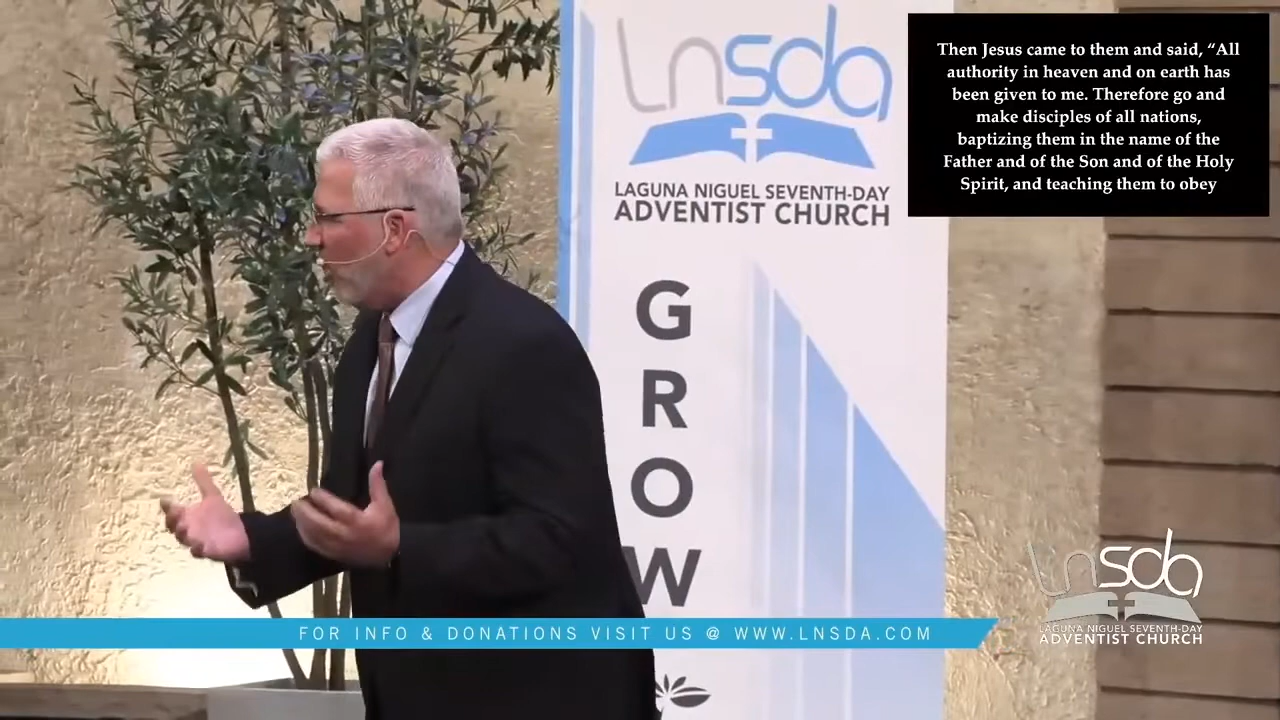 lnsda
LAGUNA NIGUEL SEVENTH-DAY
ADVENTIST CHURCH
G
R
O
W
Then Jesus came to them and said, “All
authority in heaven and on earth has
been given to me. Therefore go and
make disciples of all nations,
baptizing them in the name of the
Father and of the Son and of the Holy
Spirit, and teaching them to obey
lnsda
LAGUNA NIGUEL SEVENTH-DAY
ADVENTIST CHURCH
FOR INFO & DONATIONS VISIT US @ WWW.LNSDA.COM